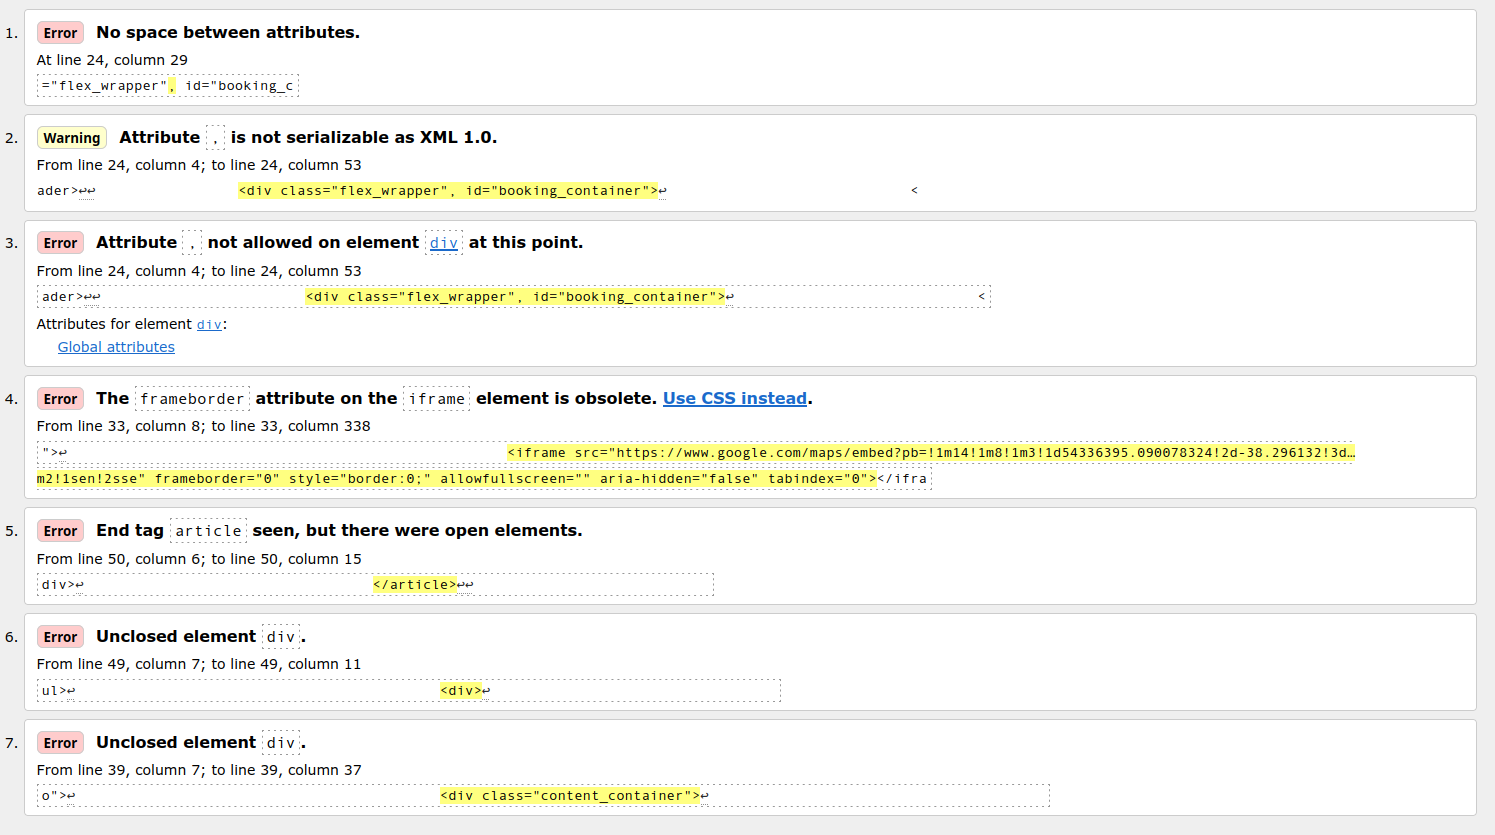 1. Error No space between attributes.
At line 24, column 29
="flex_wrapper", id="booking_c
2. Warning Attribute , is not serializable as XML 1.0.
From line 24, column 4; to line 24, column 53
ader>↩↩ <div class="flex_wrapper", id="booking_container">↩ <
3. Error Attribute , not allowed on element div at this point.
From line 24, column 4; to line 24, column 53
ader>↩↩ <div class="flex_wrapper", id="booking_container">↩ <
Attributes for element div:
Global attributes
4. Error The frameborder attribute on the iframe element is obsolete. Use CSS instead.
From line 33, column 8; to line 33, column 338
">↩ <iframe src="https://www.google.com/maps/embed?pb=!1m14!1m8!1m3!1d54336395.090078324!2d-38.296132!3d…
m2!1sen!2sse" frameborder="0" style="border:0;" allowfullscreen="" aria-hidden="false" tabindex="0"></ifra
5. Error End tag article seen, but there were open elements.
From line 50, column 6; to line 50, column 15
div>↩ </article>↩↩
6. Error Unclosed element div.
From line 49, column 7; to line 49, column 11
ul>↩ <div>↩
7. Error Unclosed element div.
From line 39, column 7; to line 39, column 37
o">↩ <div class="content_container">↩